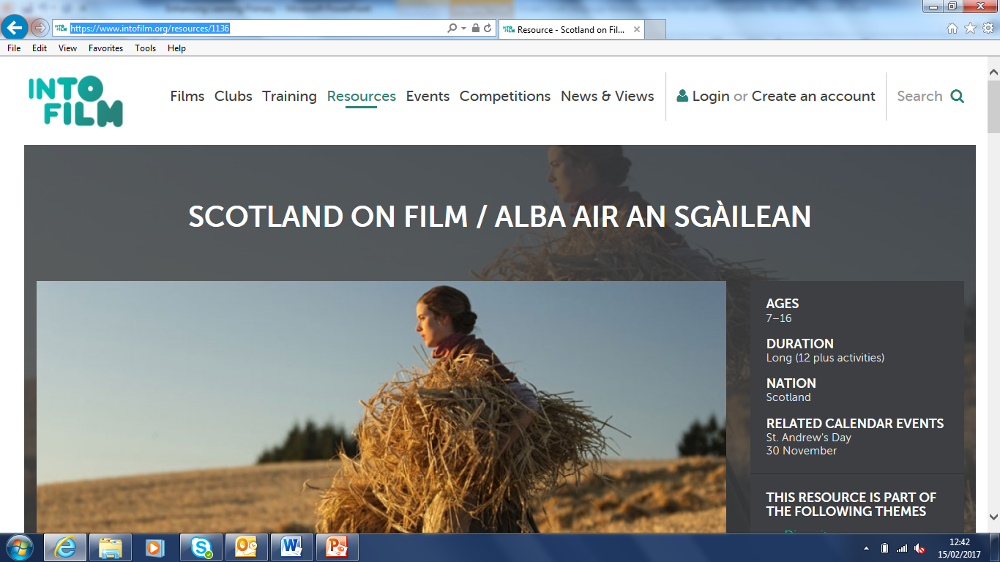 https://www.intofilm.org/resources/1136
Resource - Scotland on Fil...
File Edit View Favorites Tools Help
INTO FILM
Films Clubs Training Resources Events Competitions News & Views Login or Create an account Search
SCOTLAND ON FILM / ALBA AIR AN SGÀILEAN
AGES
7–16
DURATION
Long (12 plus activities)
NATION
Scotland
RELATED CALENDAR EVENTS
St. Andrew's Day
30 November
THIS RESOURCE IS PART OF
THE FOLLOWING THEMES
12:42
15/02/2017